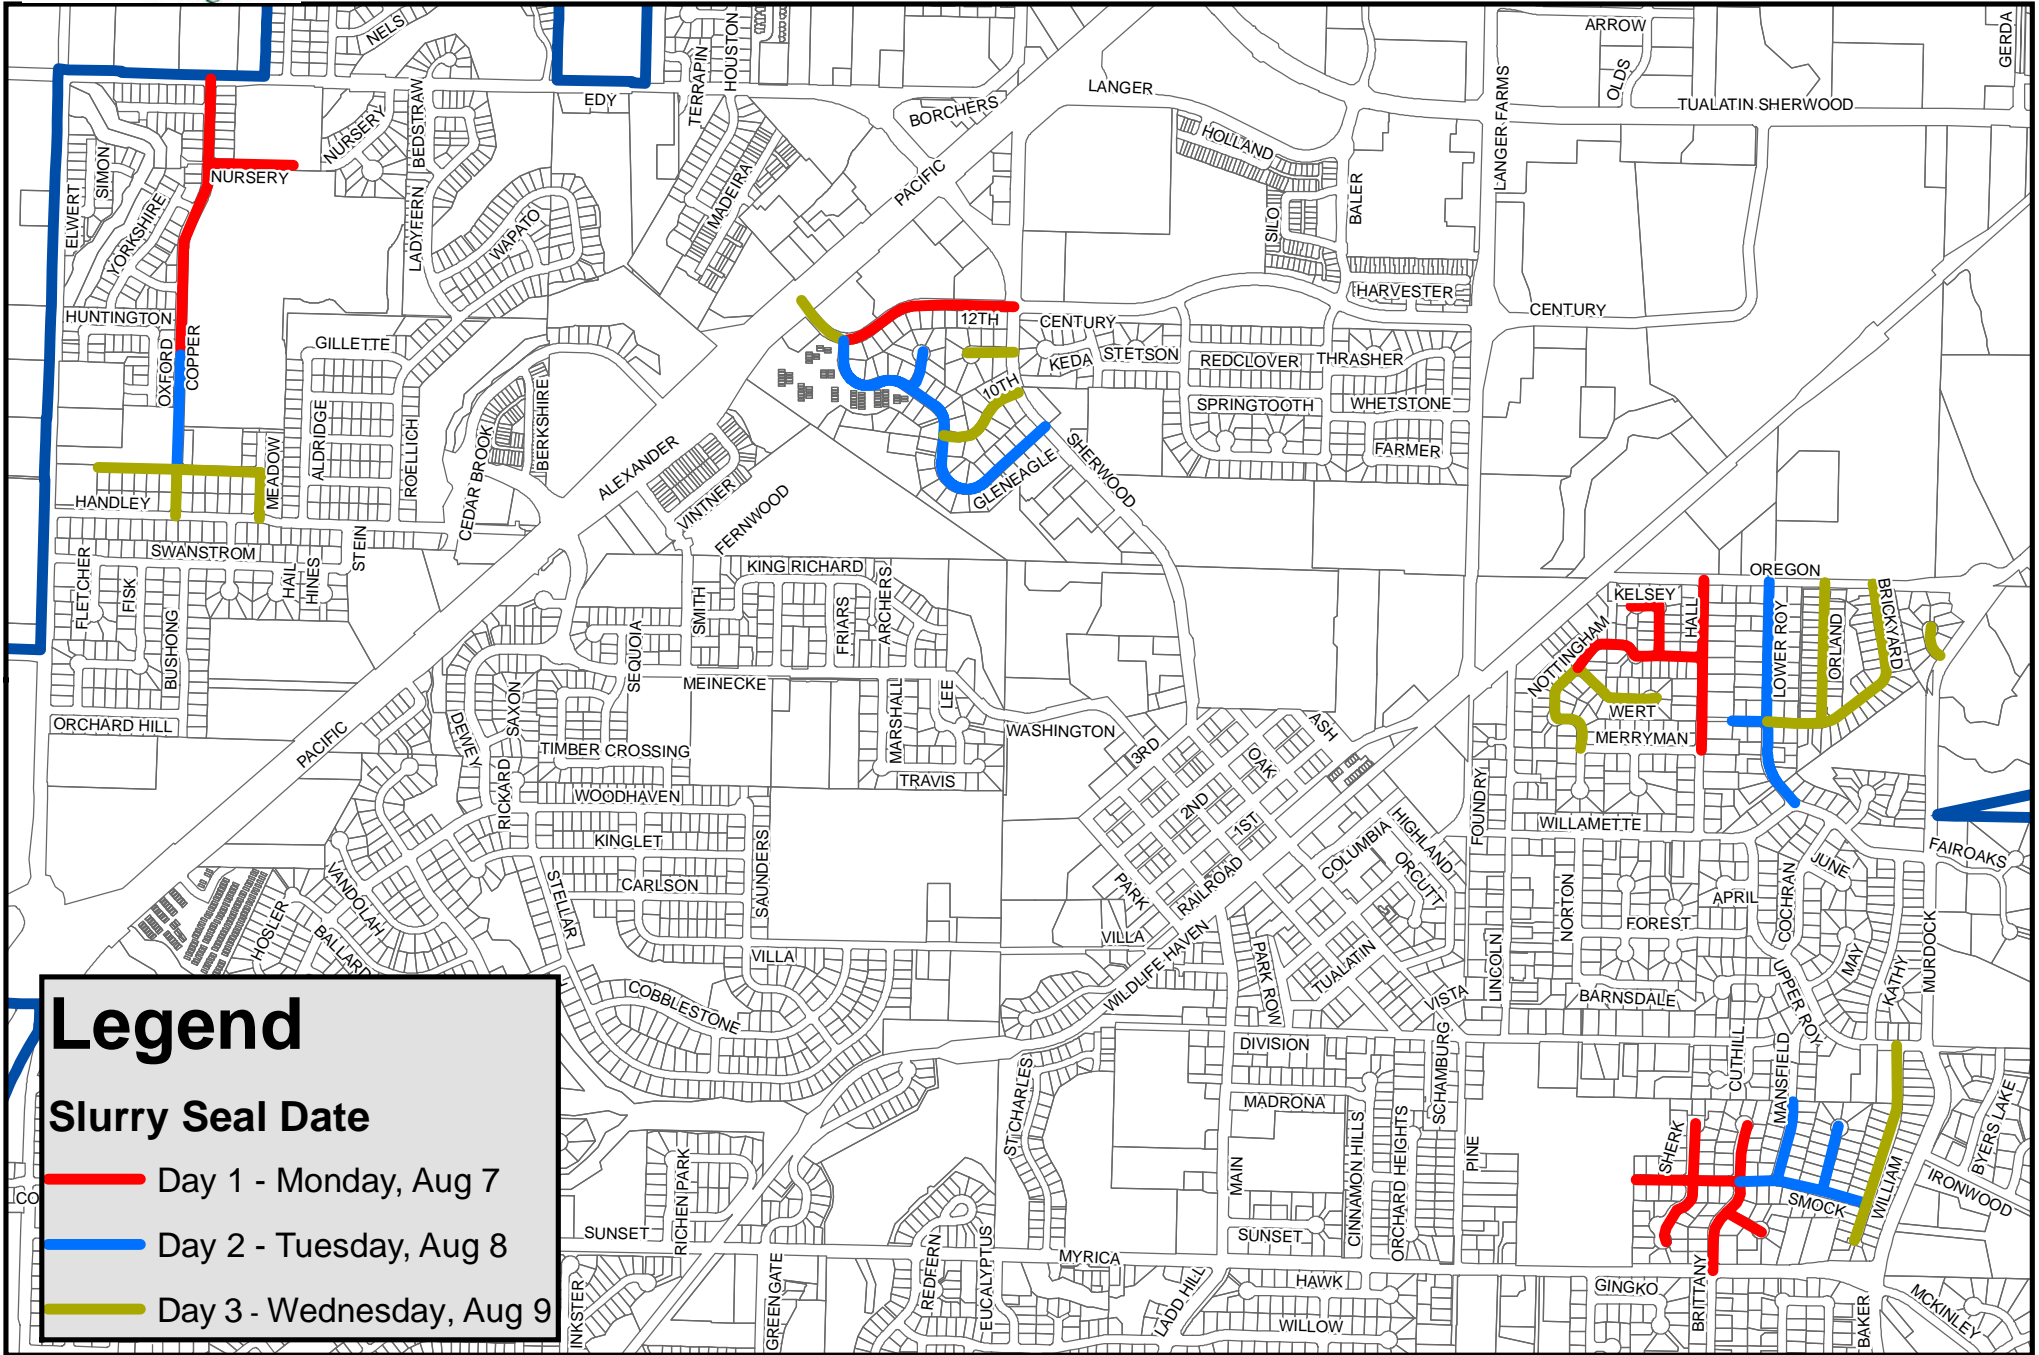 NELS
HOUSTON
TERRAPIN
ARROW
GERDA
OLDS
EDY
BORCHERS
LANGER
LANGER FARMS
TUALATIN SHERWOOD
BEDSTRAW
NURSERY
NURSERY
SIMON
ELWERT
YORKSHIRE
LADYFERN
WAPATO
MADEIRA
PACIFIC
HOLLAND
SILO
BALER
HUNTINGTON
OXFORD
COPPER
GILLETTE
12TH
CENTURY
HARVESTER
CENTURY
KEDA
STETSON
REDCLOVER
THRASHER
10TH
SPRINGTOOTH
WHETSTONE
FARMER
ALDRIDGE
ROELLICH
BERKSHIRE
CEDAR BROOK
MEADOW
HANDLEY
ALEXANDER
VINTNER
FERNWOOD
GLENEAGLE
SHERWOOD
SWANSTROM
STEIN
HAIL
HINES
FLETCHER
FISK
BUSHONG
KING RICHARD
SMITH
FRIARS
ARCHERS
SEQUOIA
OREGON
KELSEY
HALL
NOTTINGHAM
LOWER ROY
ORLAND
BRICKYARD
MEINECKE
MARSHALL
LEE
WASHINGTON
WERT
MERRYMAN
ORCHARD HILL
PACIFIC
DEWEY
SAXON
TIMBER CROSSING
TRAVIS
3RD
ASH
OAK
2ND
1ST
RICKARD
WOODHAVEN
KINGLET
CARLSON
SAUNDERS
FOUNDRY
WILLAMETTE
HIGHLAND
COLUMBIA
ORCUTT
RAILROAD
PARK
FAIROAKS
JUNE
APRIL
COCHRAN
NORTON
FOREST
VANDOLAH
STELLAR
HOSLER
BALLARD
VILLA
VILLA
WILDLIFE HAVEN
PARK ROW
TUALATIN
VISTA
LINCOLN
BARNSDALE
UPPER ROY
MAY
KATHY
MURDOCK
COBBLESTONE
DIVISION
MADRONA
ST CHARLES
SCHAMBURG
PINE
CUTHILL
MANSFIELD
BYERS LAKE
IRONWOOD
SHERK
SMOCK
WILLIAM
MAIN
CINNAMON HILLS
ORCHARD HEIGHTS
RICHEN PARK
SUNSET
SUNSET
MYRICA
REDFERN
EUCALYPTUS
GREENGATE
INKSTER
LADD HILL
HAWK
WILLOW
GINGKO
BRITTANY
BAKER
MCKINLEY
CO
Legend
Slurry Seal Date
Day 1 - Monday, Aug 7
Day 2 - Tuesday, Aug 8
Day 3 - Wednesday, Aug 9